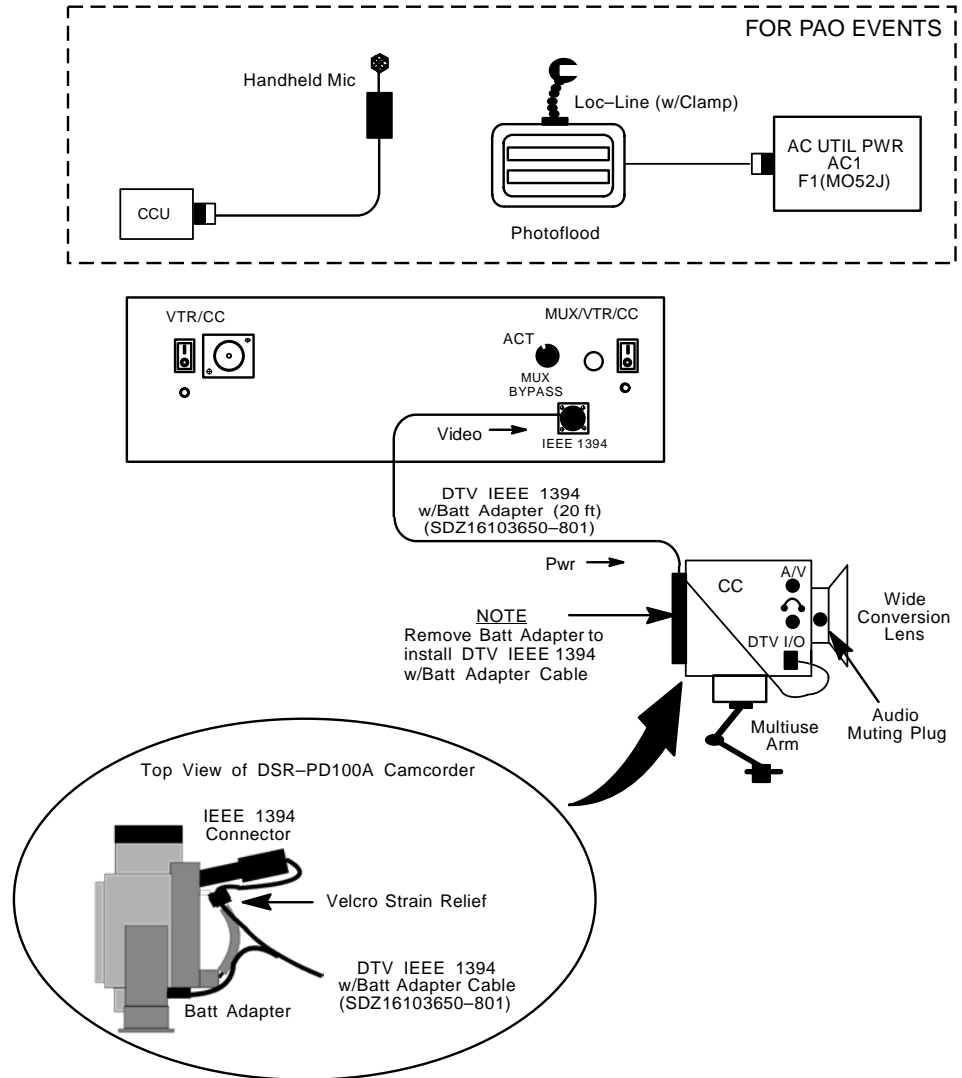 FOR PAO EVENTS
Handheld Mic
Loc–Line (w/Clamp)
AC UTIL PWR
AC1
F1(MO52J)
CCU
Photoflood
VTR/CC
MUX/VTR/CC
ACT
MUX
BYPASS
Video
IEEE 1394
DTV IEEE 1394
w/Batt Adapter (20 ft)
(SDZ16103650–801)
Pwr
CC
A/V
DTV I/O
Wide
Conversion
Lens
NOTE
Remove Batt Adapter to
install DTV IEEE 1394
w/Batt Adapter Cable
Multiuse
Arm
Audio
Muting Plug
Top View of DSR–PD100A Camcorder
IEEE 1394
Connector
Velcro Strain Relief
DTV IEEE 1394
w/Batt Adapter Cable
(SDZ16103650–801)
Batt Adapter